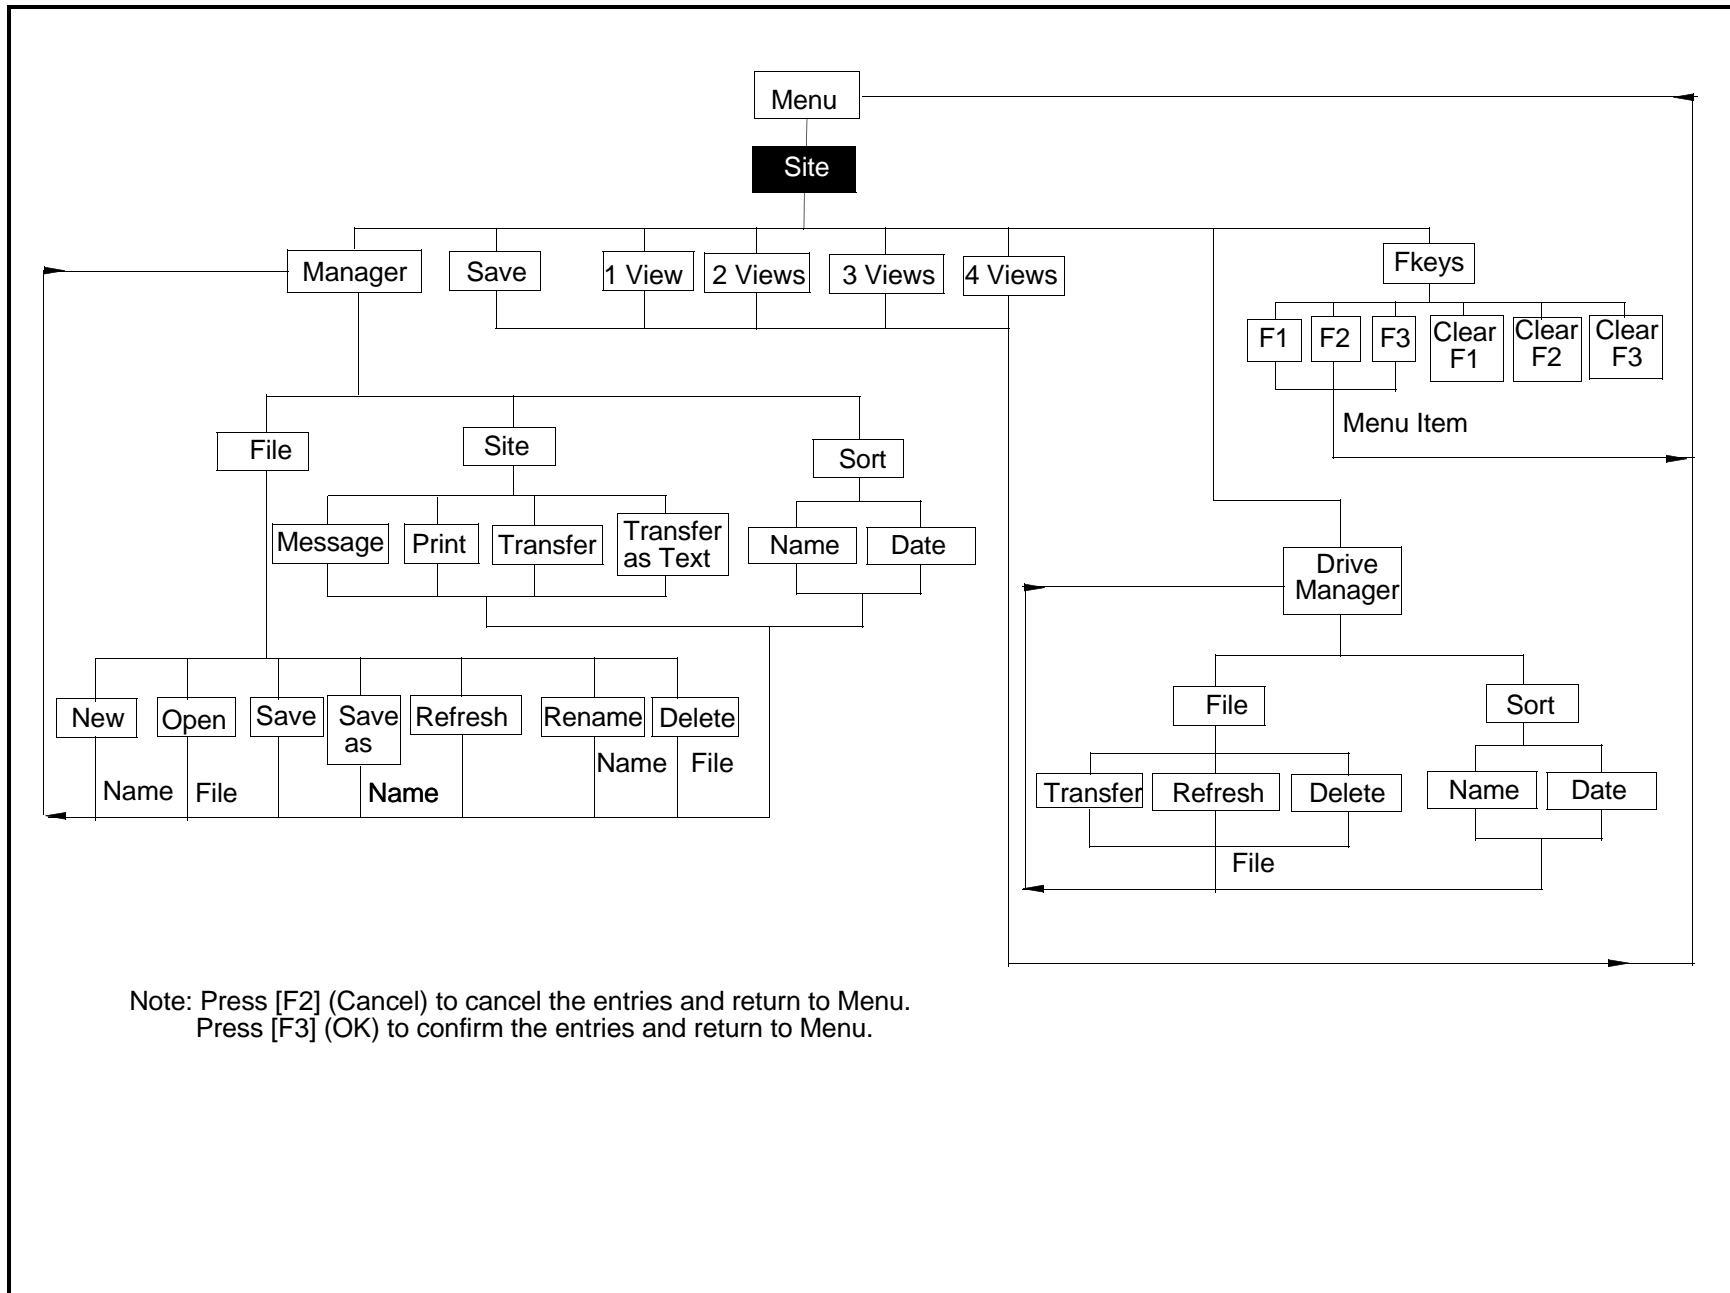 Menu
Site
Manager
Save
1 View
2 Views
3 Views
4 Views
Fkeys
F1
F2
F3
Clear
F1
Clear
F2
Clear
F3
Menu Item
File
Site
Sort
Message
Print
Transfer
Transfer
as Text
Name
Date
Drive
Manager
New
Open
Save
Save
as
Refresh
Rename
Delete
Name
File
Name
Name
File
File
Sort
Transfer
Refresh
Delete
Name
Date
File
Note: Press [F2] (Cancel) to cancel the entries and return to Menu.
Press [F3] (OK) to confirm the entries and return to Menu.